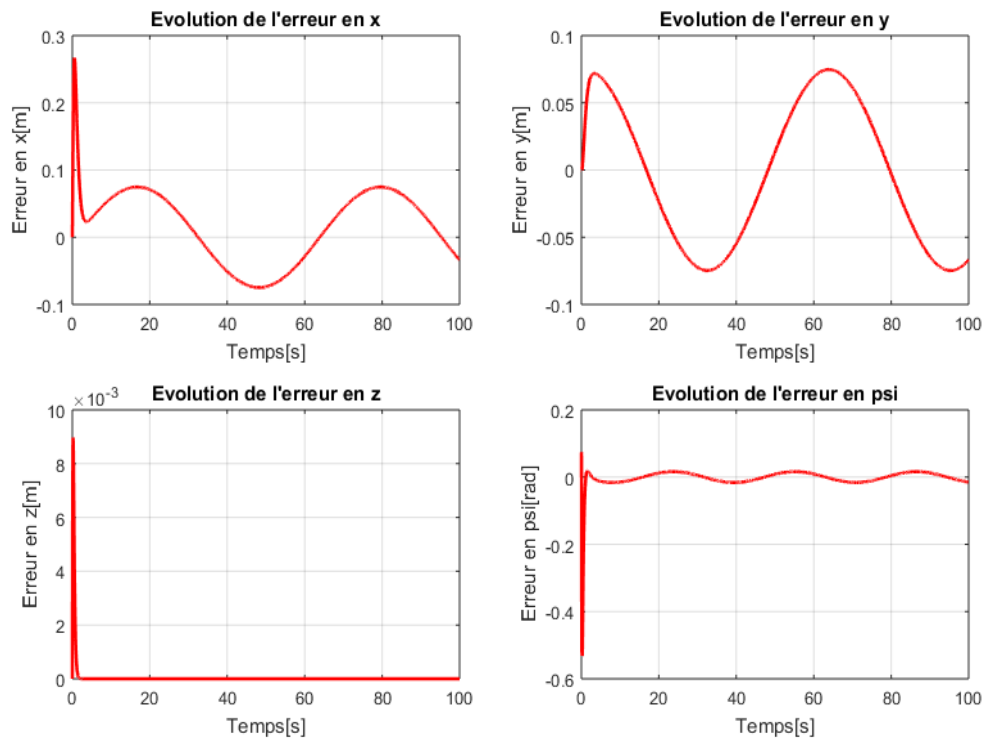 Evolution de l'erreur en x
0.3
0.2
0.1
0
-0.1
Erreur en x[m]
0 20 40 60 80 100
Temps[s]
Evolution de l'erreur en y
0.1
0.05
0
-0.05
-0.1
Erreur en y[m]
0 20 40 60 80 100
Temps[s]
Evolution de l'erreur en z
×10-3
10
8
6
4
2
0
Erreur en z[m]
0 20 40 60 80 100
Temps[s]
Evolution de l'erreur en psi
0.2
0
-0.2
-0.4
-0.6
Erreur en psi[rad]
0 20 40 60 80 100
Temps[s]